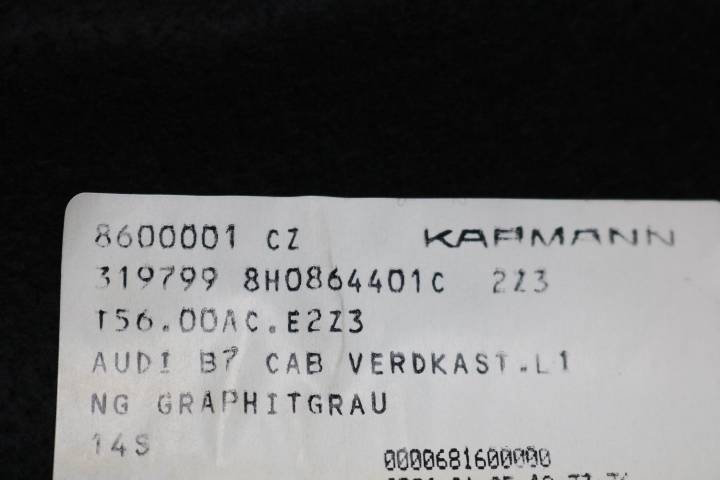 8600001 CZ KARMANN
319799 8H0864401C 2Z3
T56.00AC.E2Z3
AUDI B7 CAB VERDKAST.L1
NG GRAPHITGRAU
14S
0000681600000